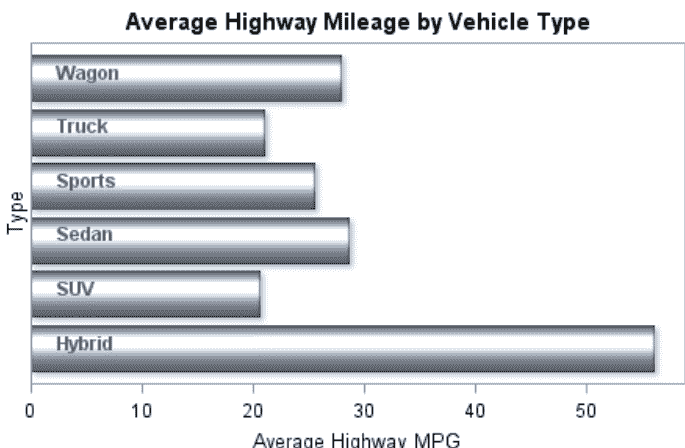 Average Highway Mileage by Vehicle Type
Wagon
Truck
Sports
Sedan
SUV
Hybrid
Type
0 10 20 30 40 50
Average Highway MPG